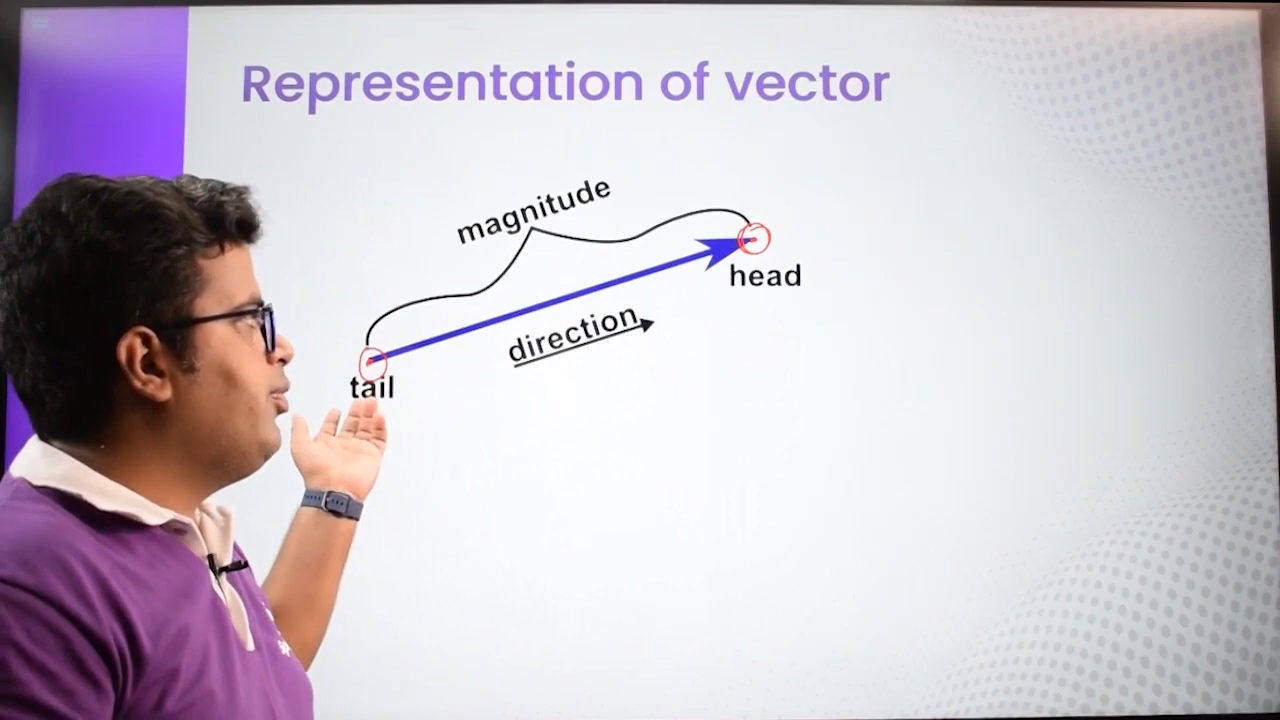 Representation of vector
magnitude
head
direction
tail